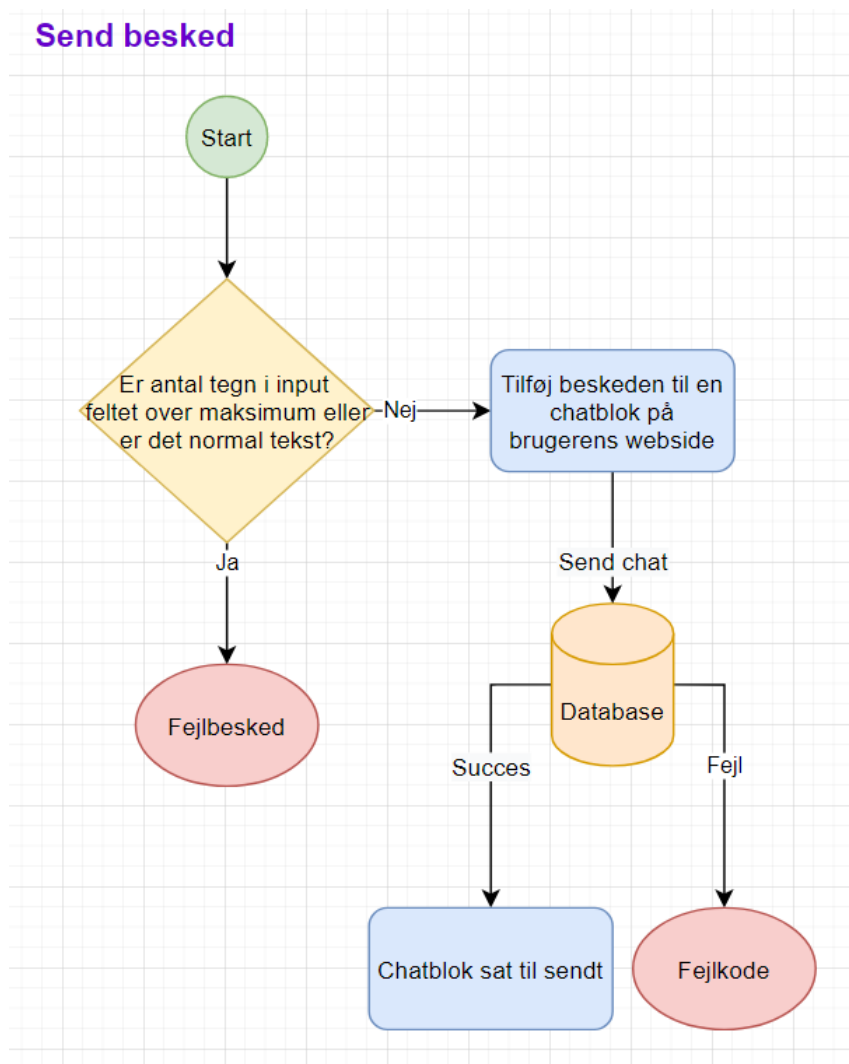 Send besked
Start
Er antal tegn i input
feltet over maksimum eller
er det normal tekst?
Nej
Tilføj beskeden til en
chatblok på
brugerens webside
Ja
Send chat
Fejlbesked
Database
Succes
Fejl
Chatblok sat til sendt
Fejlkode